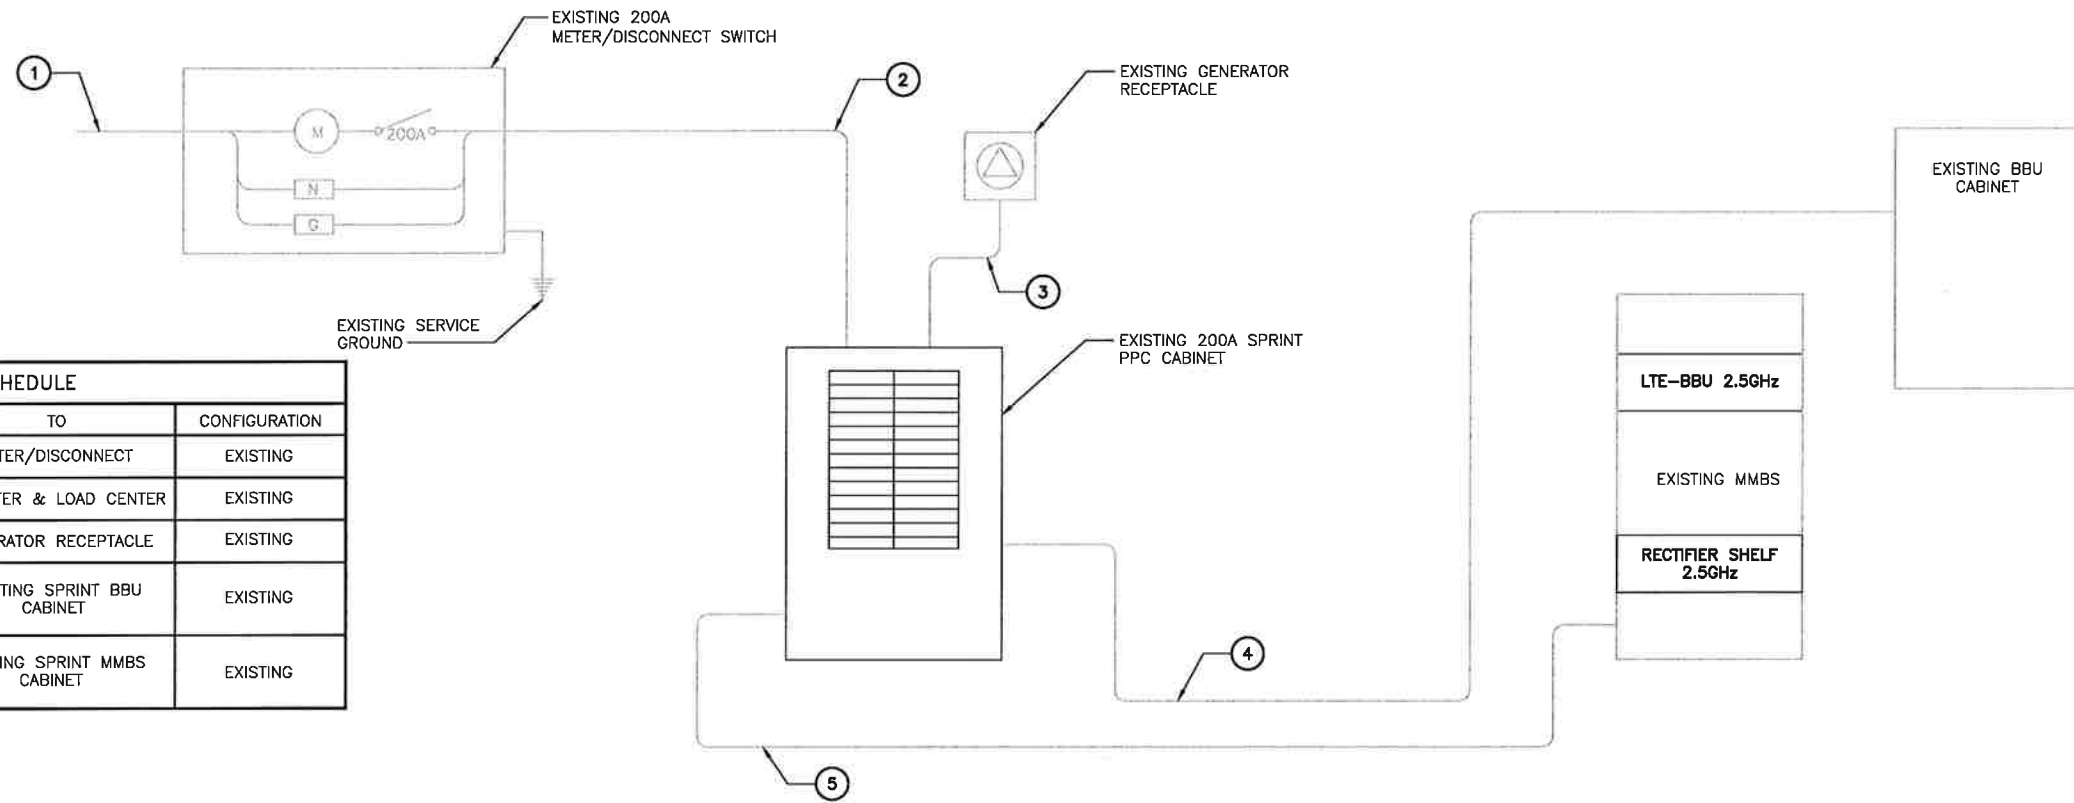 EXISTING 200A
METER/DISCONNECT SWITCH
1
2
EXISTING GENERATOR
RECEPTACLE
M
200A
N
G
EXISTING BBU
CABINET
3
EXISTING SERVICE
GROUND
EXISTING 200A SPRINT
PPC CABINET
LTE-BBU 2.5GHz
EXISTING MMBS
RECTIFIER SHELF
2.5GHz
4
5
HEDULE
TO CONFIGURATION
TER/DISCONNECT EXISTING
TER & LOAD CENTER EXISTING
RATOR RECEPTACLE EXISTING
TING SPRINT BBU
CABINET EXISTING
ING SPRINT MMBS
CABINET EXISTING